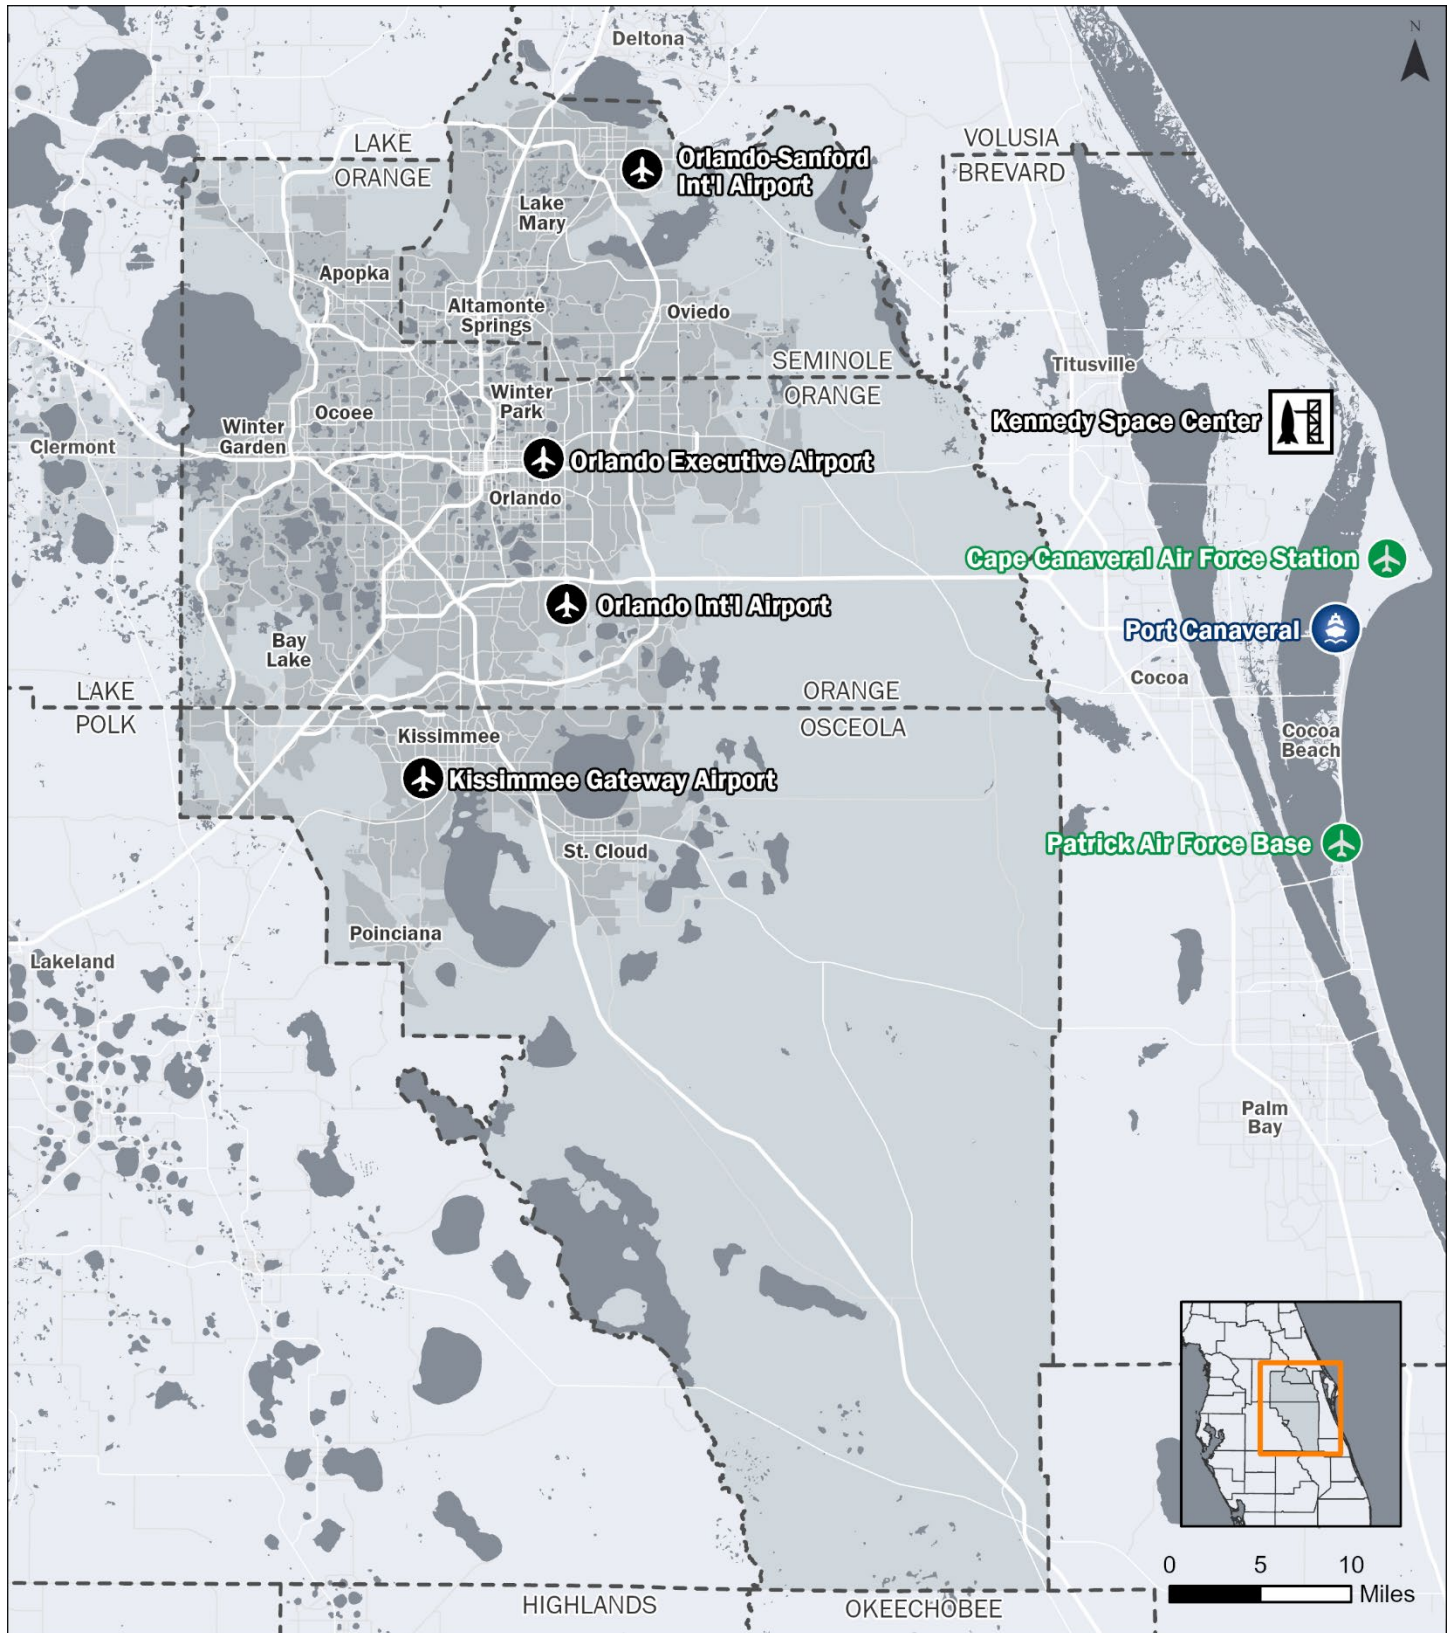 N
Deltona
LAKE
ORANGE
VOLUSIA
BREVARD
Orlando-Sanford
Int'l Airport
Lake
Mary
Apopka
Altamonte
Springs
Oviedo
SEMINOLE
ORANGE
Titusville
Winter
Park
Ocoee
Winter
Garden
Clermont
Kennedy Space Center
Orlando Executive Airport
Orlando
Cape Canaveral Air Force Station
Orlando Int'l Airport
Port Canaveral
Bay
Lake
Cocoa
LAKE
POLK
ORANGE
OSCEOLA
Kissimmee
Cocoa
Beach
Kissimmee Gateway Airport
St. Cloud
Patrick Air Force Base
Poinciana
Lakeland
Palm
Bay
0 5 10
Miles
HIGHLANDS
OKEECHOBEE